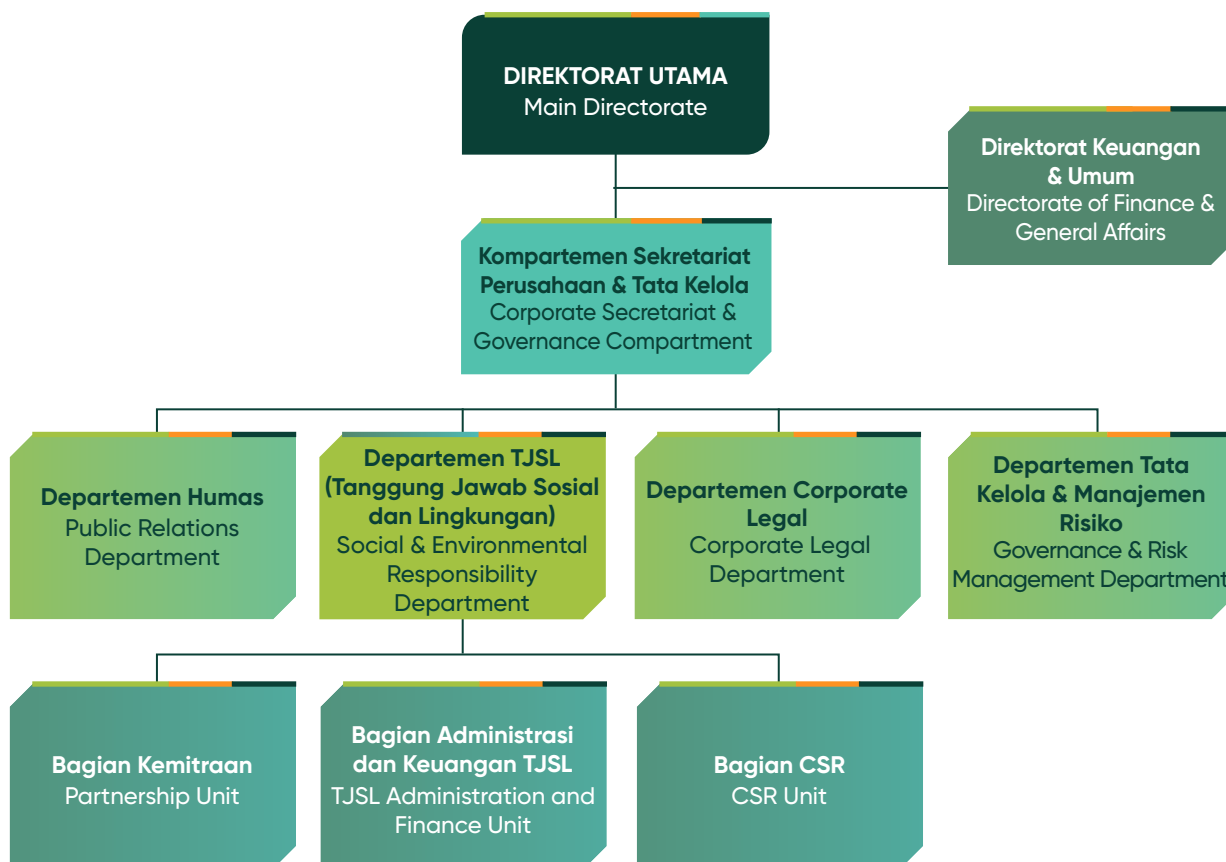 DIREKTORAT UTAMA
Main Directorate
Direktorat Keuangan
& Umum
Directorate of Finance &
General Affairs
Kompartemen Sekretariat
Perusahaan & Tata Kelola
Corporate Secretariat &
Governance Compartment
Departemen Humas
Public Relations
Department
Departemen TJSL
(Tanggung Jawab Sosial
dan Lingkungan)
Social & Environmental
Responsibility
Department
Departemen Corporate
Legal
Corporate Legal
Department
Departemen Tata
Kelola & Manajemen
Risiko
Governance & Risk
Management Department
Bagian Kemitraan
Partnership Unit
Bagian Administrasi
dan Keuangan TJSL
TJSL Administration and
Finance Unit
Bagian CSR
CSR Unit